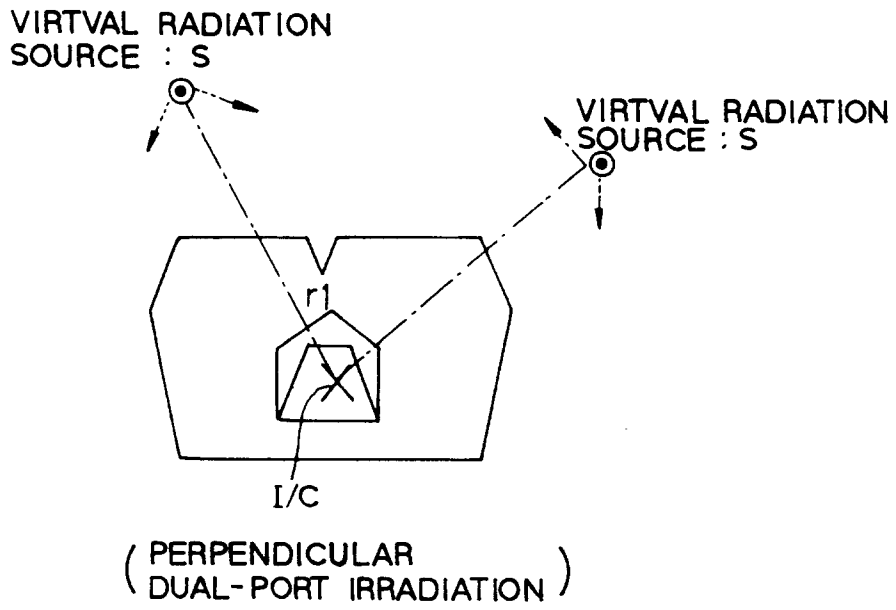 VIRTVAL RADIATION
SOURCE : S
VIRTVAL RADIATION
SOURCE : S
r1
I/C
( PERPENDICULAR
DUAL-PORT IRRADIATION )